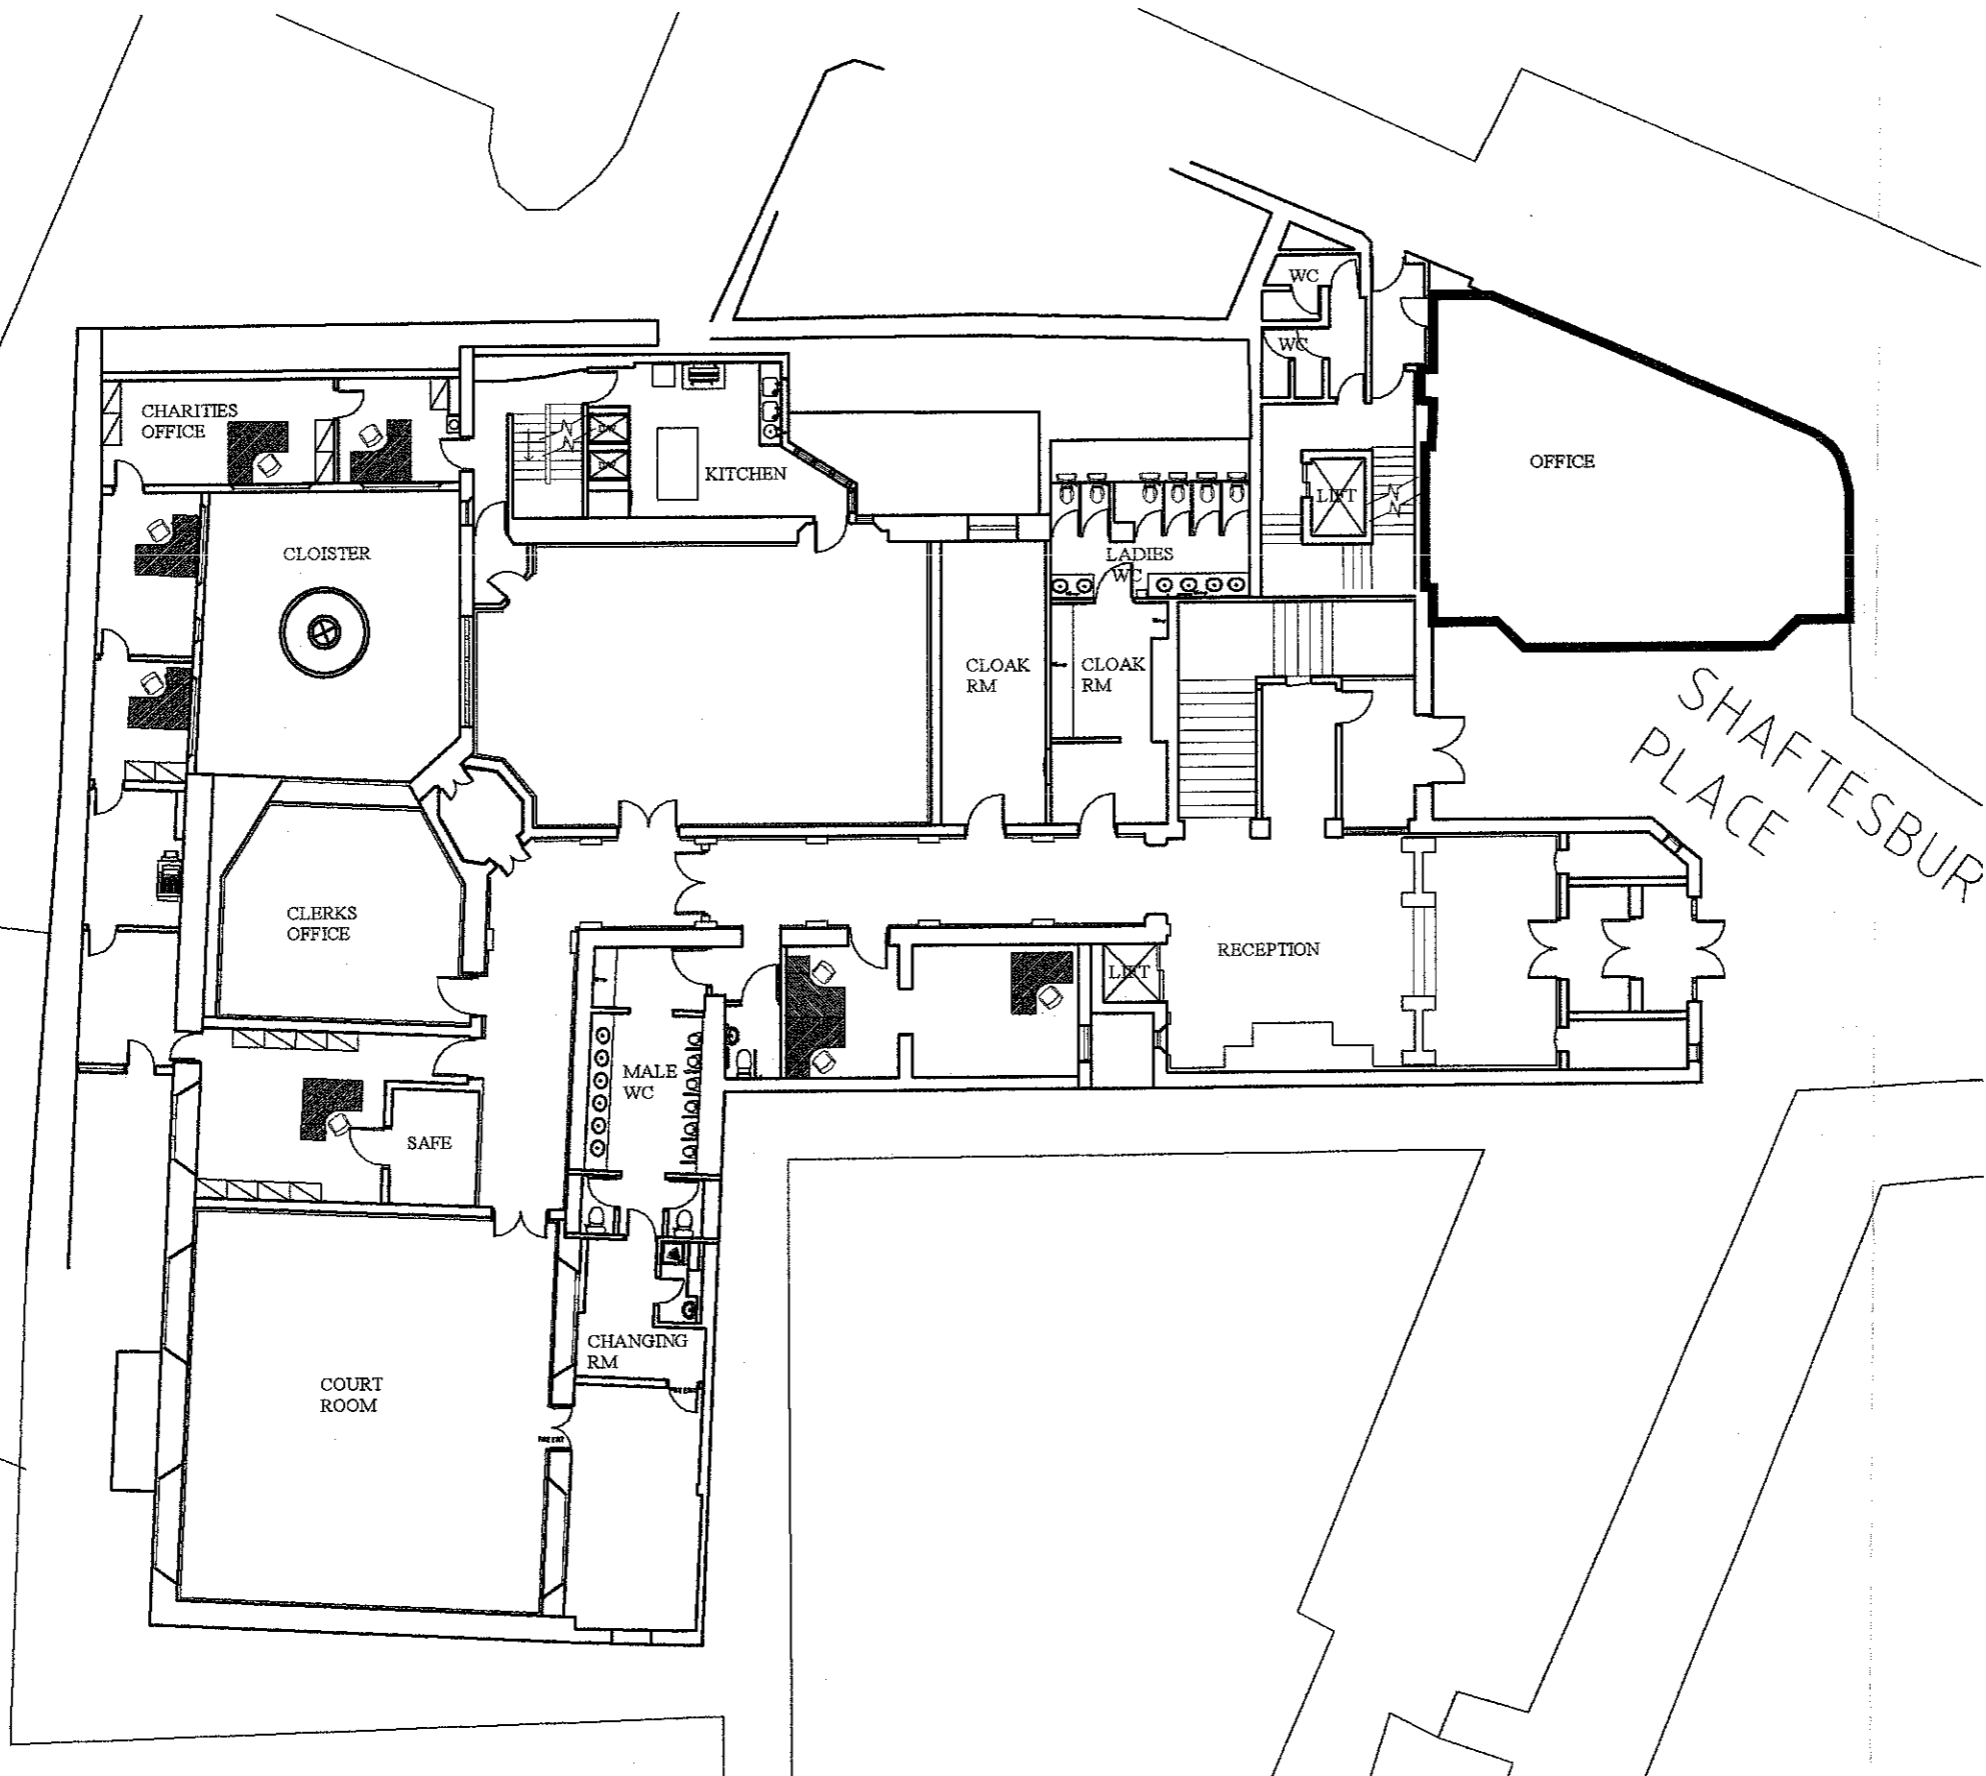 WC
WC
CHARITIES
OFFICE
KITCHEN
OFFICE
LIFT
CLOISTER
LADIES
WC
CLOAK
RM
CLOAK
RM
SHAFTESBUR
PLACE
CLERKS
OFFICE
RECEPTION
LIFT
MALE
WC
SAFE
CHANGING
RM
COURT
ROOM